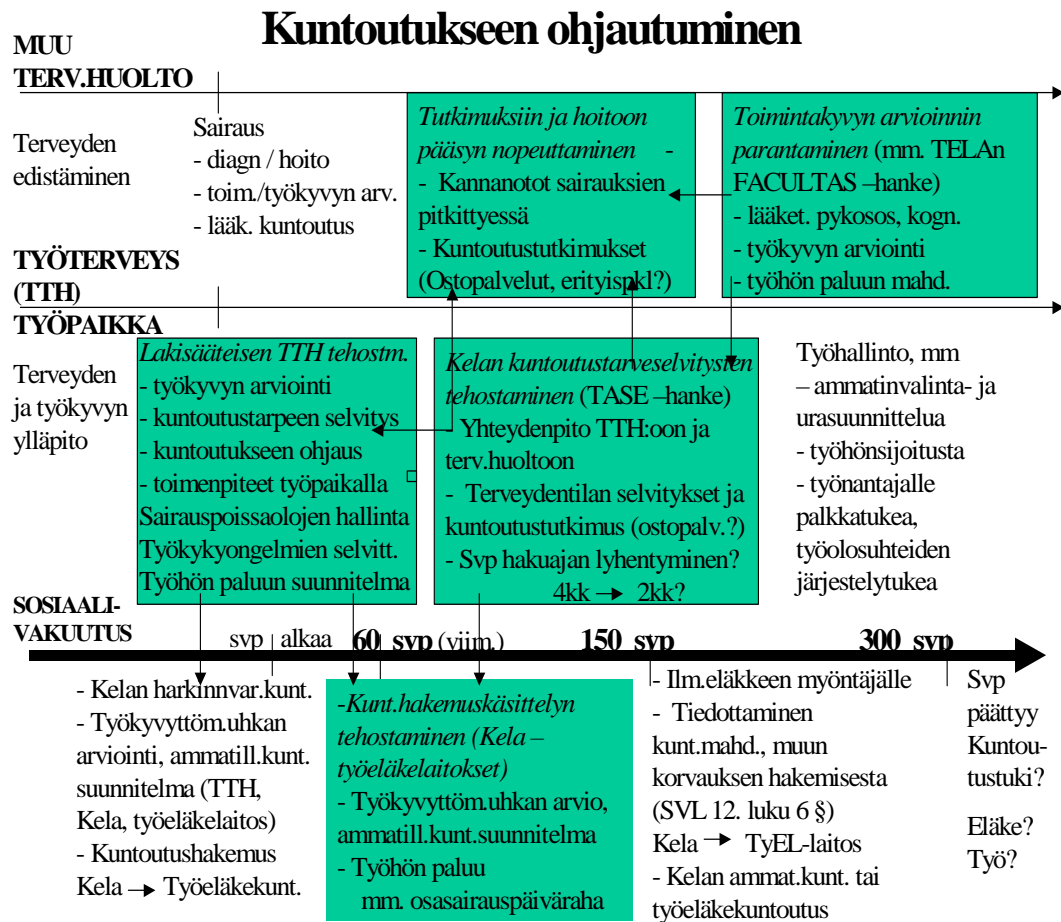 Kuntoutukseen ohjautuminen
MUU
TERV.HUOLTO
Terveyden
edistäminen
Sairaus
- diagn / hoito
- toim./työkyvyn arv.
- lääk. kuntoutus
Tutkimuksiin ja hoitoon
pääsyn nopeuttaminen -
- Kannanotot sairauksien
pitkittyessä
- Kuntoutustutkimukset
(Ostopalvelut, erityispkl?)
Toimintakyvyn arvioinnin
parantaminen (mm. TELAn
FACULTAS –hanke)
- lääket. pykosos, kogn.
- työkyvyn arviointi
- työhön paluun mahd.
TYÖTERVEYS
(TTH)
TYÖPAIKKA
Terveyden
ja työkyvyn
ylläpito
Lakisääteisen TTH tehostm.
- työkyvyn arviointi
- kuntoutustarpeen selvitys
- kuntoutukseen ohjaus
- toimenpiteet työpaikalla
Sairauspoissaolojen hallinta
Työkykyongelmien selvitt.
Työhön paluun suunnitelma
Kelan kuntoutustarveselvitysten
tehostaminen (TASE –hanke)
- Yhteydenpito TTH:oon ja
terv.huoltoon
- Terveydentilan selvitykset ja
kuntoutustutkimus (ostopalv.?)
- Svp hakuajan lyhentyminen?
4kk → 2kk?
Työhallinto, mm
– ammatinvalinta- ja
urasuunnittelua
- työhönsijoitusta
- työnantajalle
palkkatukea,
työolosuhteiden
järjestelytukea
SOSIAALI-
VAKUUTUS
svp alkaa 60 svp (viim.) 150 svp 300 svp
- Kelan harkinnvar.kunt.
- Työkyvyttöm.uhkan
arviointi, ammatill.kunt.
suunnitelma (TTH,
Kela, työeläkelaitos)
- Kuntoutushakemus
Kela → Työeläkekunt.
-Kunt.hakemuskäsittelyn
tehostaminen (Kela –
työeläkelaitokset)
- Työkyvyttöm.uhkan arvio,
ammatill.kunt.suunnitelma
- Työhön paluu
mm. osasairauspäiväraha
- Ilm.eläkkeen myöntäjälle
- Tiedottaminen
kunt.mahd., muun
korvauksen hakemisesta
(SVL 12. luku 6 §)
Kela → TyEL-laitos
- Kelan ammat.kunt. tai
työeläkekuntoutus
Svp
päättyy
Kuntou-
tustuki?
Eläke?
Työ?